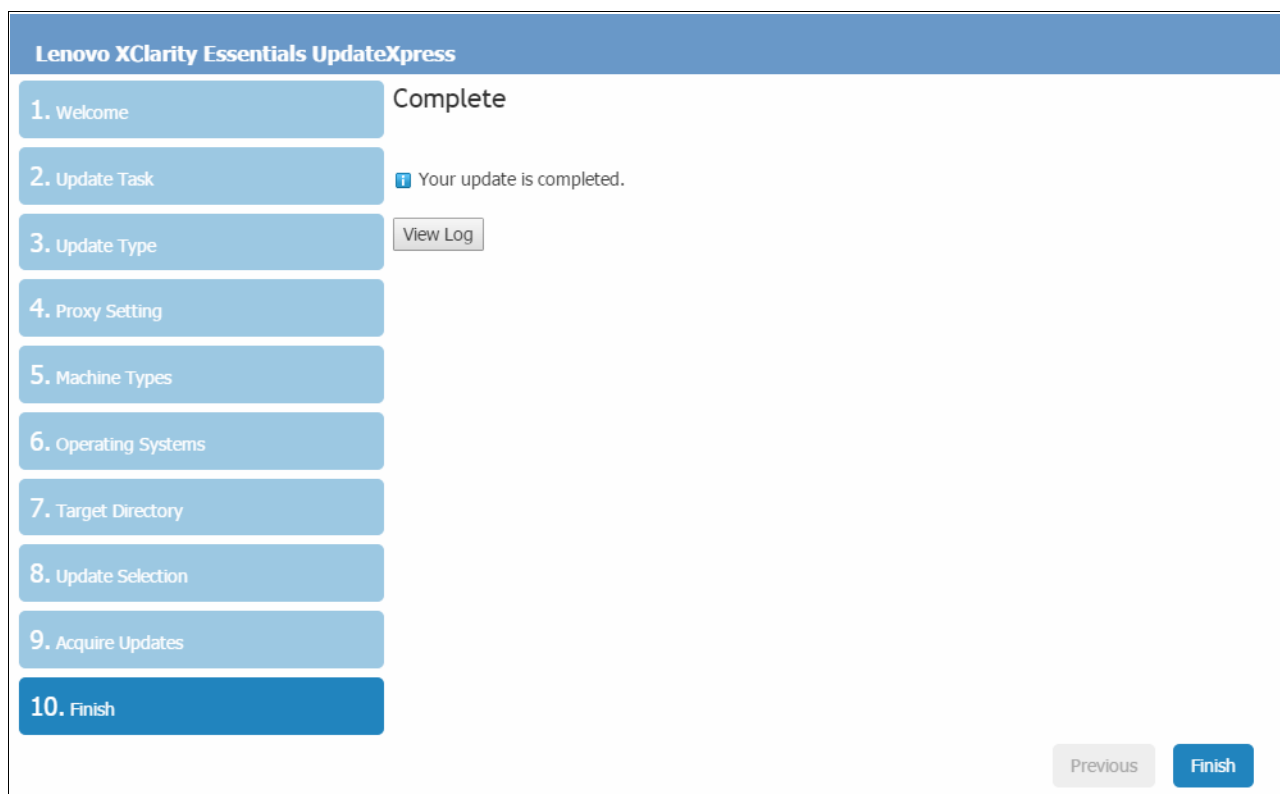 Lenovo XClarity Essentials UpdateXpress
1. Welcome
2. Update Task
3. Update Type
4. Proxy Setting
5. Machine Types
6. Operating Systems
7. Target Directory
8. Update Selection
9. Acquire Updates
10. Finish
Complete
Your update is completed.
View Log
Previous
Finish